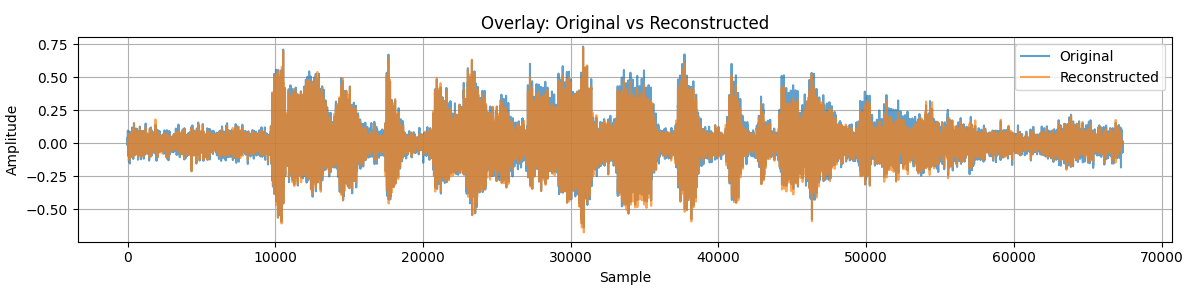 Overlay: Original vs Reconstructed
Original
Reconstructed
Amplitude
0.75
0.50
0.25
0.00
−0.25
−0.50
0 10000 20000 30000 40000 50000 60000 70000
Sample